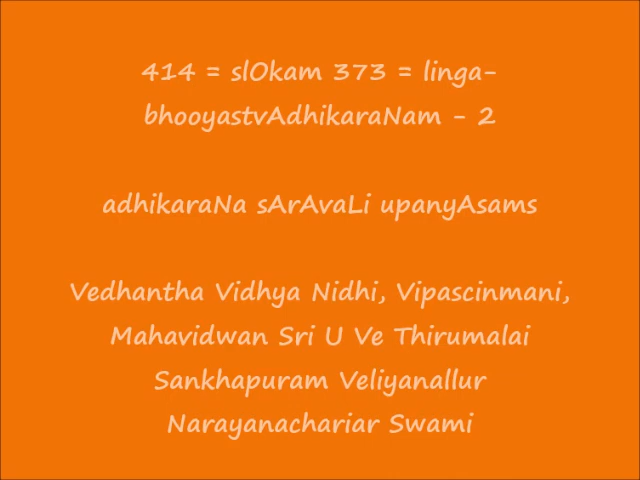 414 = slOkam 373 = linga-
bhooyastvAdhikaraNam - 2
adhikaraNa sArAvaLi upanyAsams
Vedhantha Vidhya Nidhi, Vipascinmani,
Mahavidwan Sri U Ve Thirumalai
Sankhapuram Veliyanallur
Narayanachariar Swami